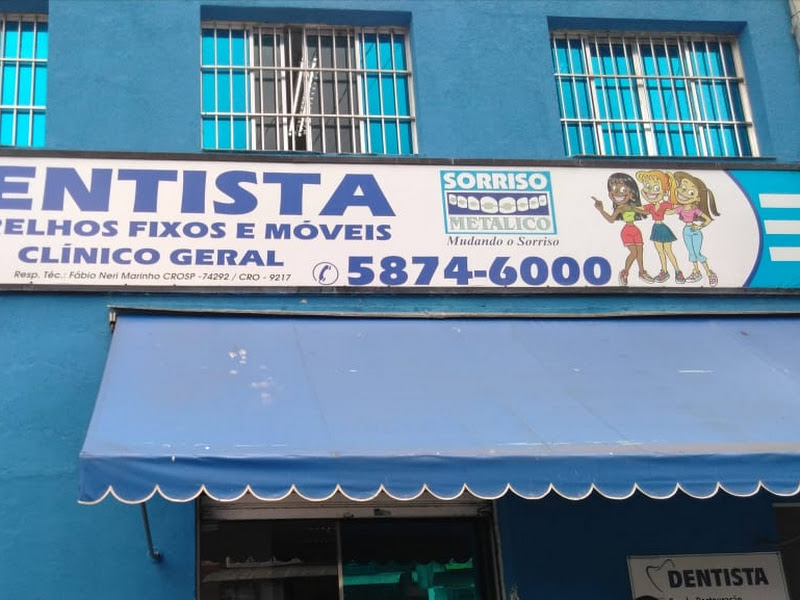 ENTISTA
RELHOS FIXOS E MÓVEIS
CLÍNICO GERAL
Resp. Téc.: Fábio Neri Marinho CROSP -74292 / CRO - 9217
5874-6000
SORRISO
METALICO
Mudando o Sorriso
DENTISTA